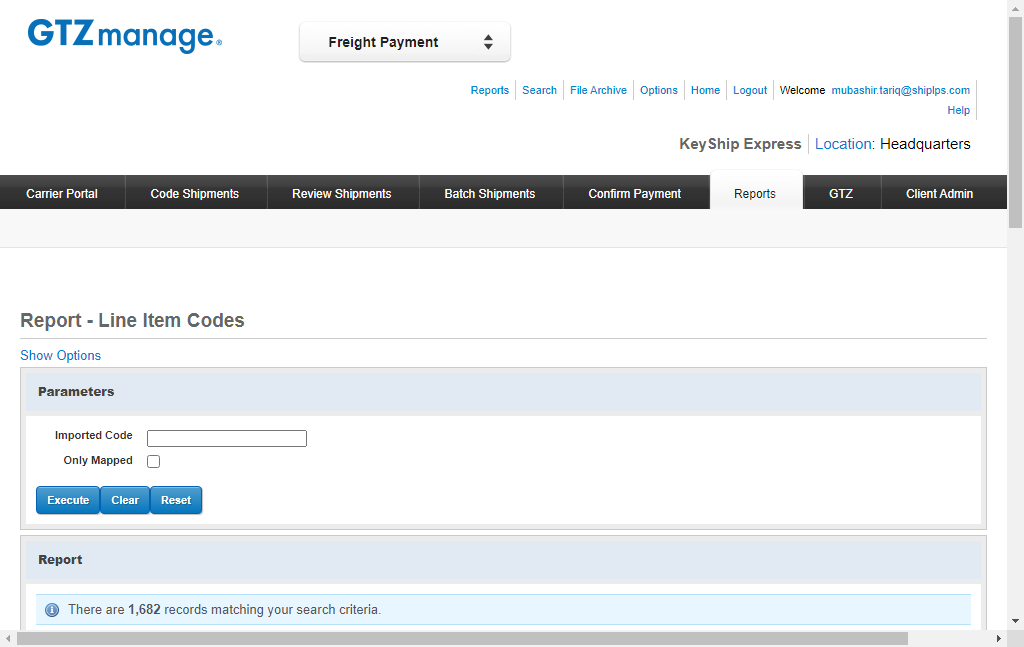 GTZmanage®
Freight Payment
Reports Search File Archive Options Home Logout Welcome mubashir.tariq@shiplps.com
Help
KeyShip Express Location: Headquarters
Carrier Portal Code Shipments Review Shipments Batch Shipments Confirm Payment Reports GTZ Client Admin
Report - Line Item Codes
Show Options
Parameters
Imported Code
Only Mapped
Execute Clear Reset
Report
There are 1,682 records matching your search criteria.